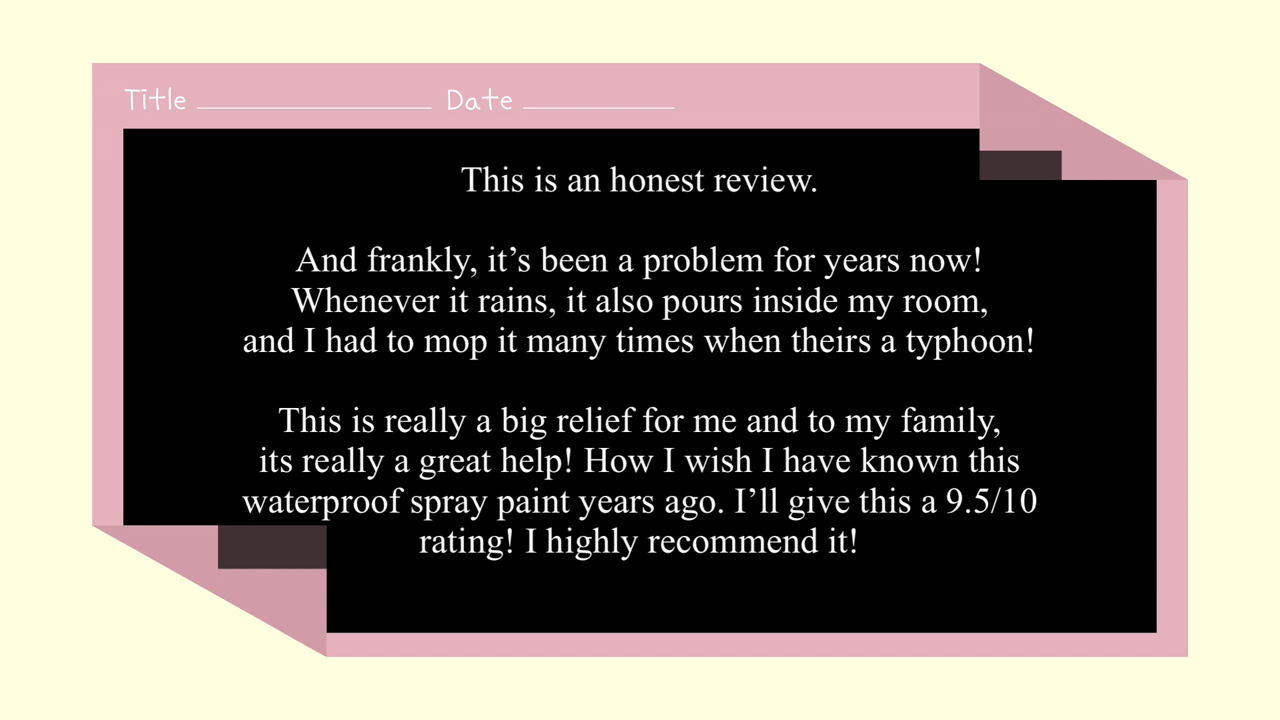 Title Date
This is an honest review.
And frankly, it’s been a problem for years now!
Whenever it rains, it also pours inside my room,
and I had to mop it many times when theirs a typhoon!
This is really a big relief for me and to my family,
its really a great help! How I wish I have known this
waterproof spray paint years ago. I’ll give this a 9.5/10
rating! I highly recommend it!